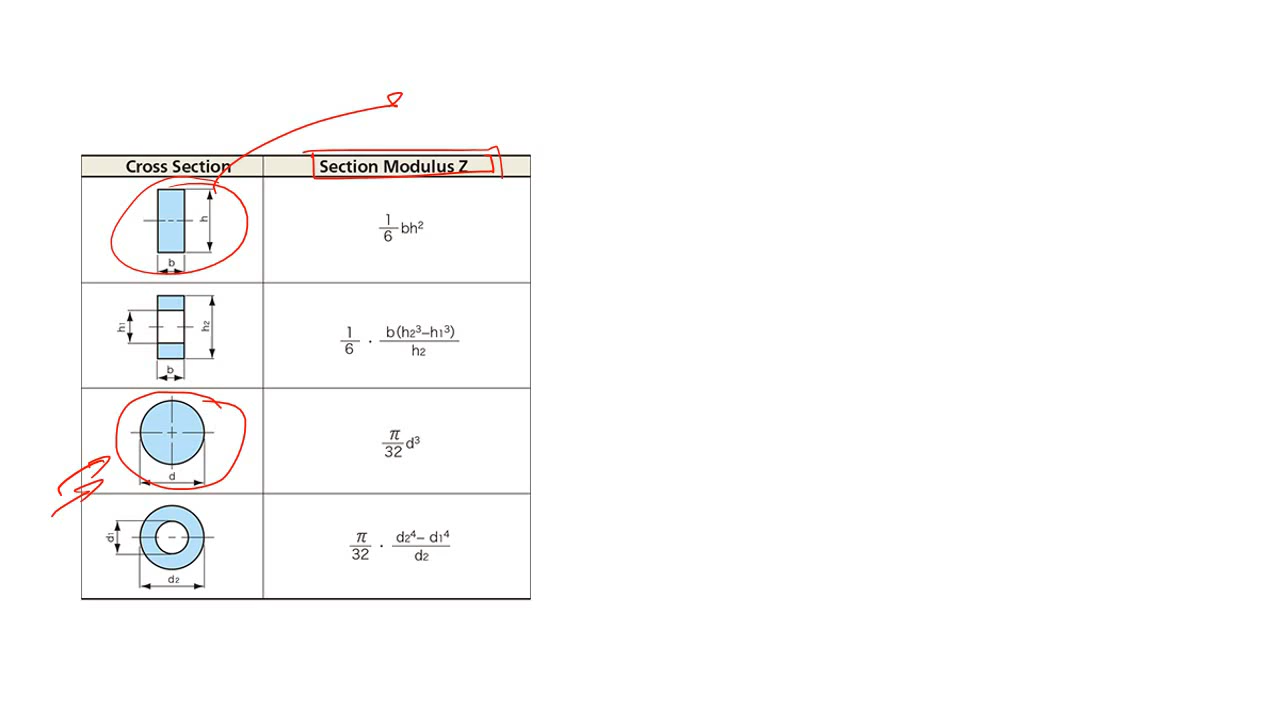 Cross Section Section Modulus Z
h
b
1/6 bh²
h1 h2
b
1/6 · b(h2³–h1³)/h2
d
π/32 d³
d1
d2
π/32 · d2⁴– d1⁴/d2